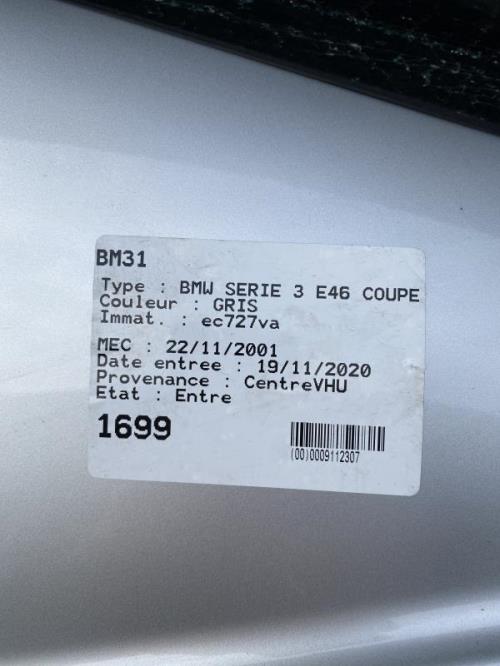 BM31
Type : BMW SERIE 3 E46 COUPE
Couleur : GRIS
Immat. : ec727va
MEC : 22/11/2001
Date entree : 19/11/2020
Provenance : CentreVHU
Etat : Entre
1699
(00)0009112307